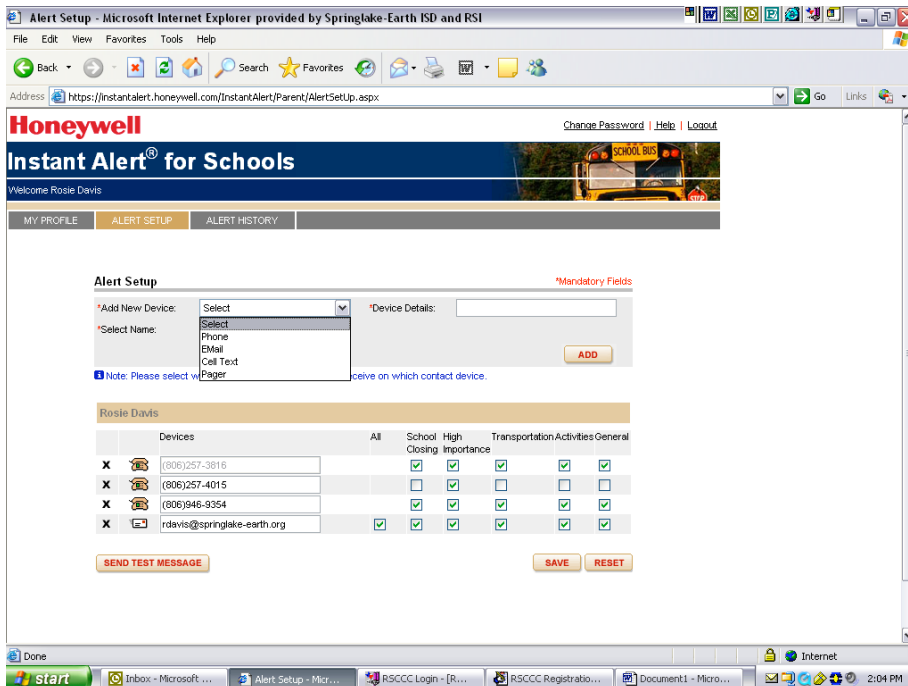 Alert Setup - Microsoft Internet Explorer provided by Springlake-Earth ISD and RSI
File Edit View Favorites Tools Help
Back Search Favorites
Address https://instantalert.honeywell.com/InstantAlert/Parent/AlertSetUp.aspx Go Links
Honeywell
Change Password | Help | Logout
Instant Alert® for Schools
SCHOOL BUS
STOP
Welcome Rosie Davis
MY PROFILE ALERT SETUP ALERT HISTORY
Alert Setup *Mandatory Fields
*Add New Device: Select *Device Details:
*Select Name: Select
Phone
EMail
Cell Text
Pager
ADD
Note: Please select w ceive on which contact device.
Rosie Davis
Devices All School Closing High Importance Transportation Activities General
X (806)257-3816
X (806)257-4015
X (806)946-9354
X rdavis@springlake-earth.org
SEND TEST MESSAGE SAVE RESET
Done Internet
start Inbox - Microsoft ... Alert Setup - Micr... RSCCC Login - [R... RSCCC Registratio... Document1 - Micro... 2:04 PM